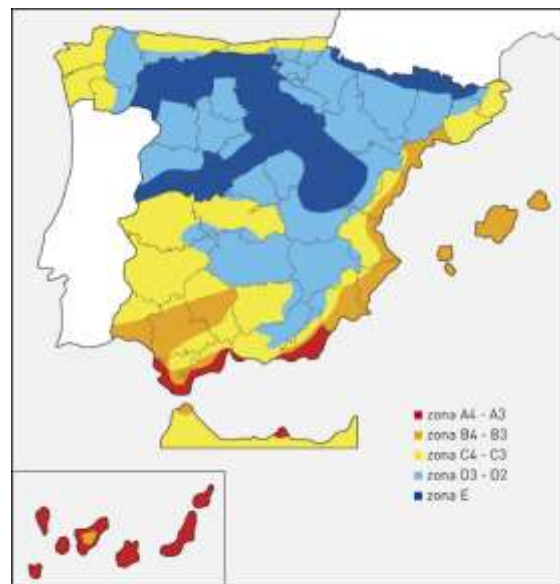 zona A4 - A3
zona B4 - B3
zona C4 - C3
zona D3 - D2
zona E